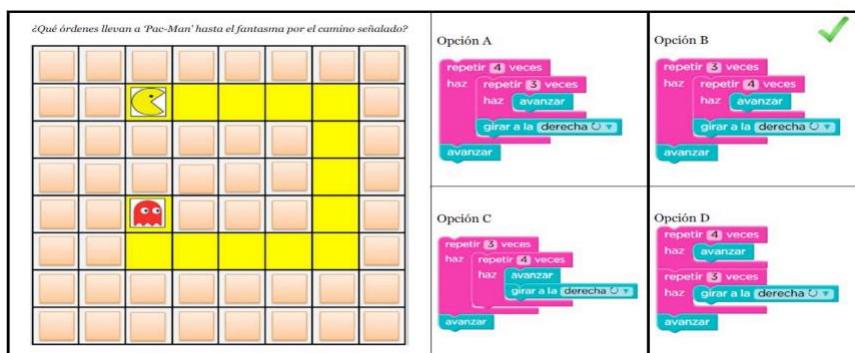 ¿Qué órdenes llevan a 'Pac-Man' hasta el fantasma por el camino señalado?
Opción A
repetir 4 veces
haz repetir 3 veces
haz avanzar
girar a la derecha ↻ ▾
avanzar
Opción B
repetir 3 veces
haz repetir 4 veces
haz avanzar
girar a la derecha ↻ ▾
avanzar
Opción C
repetir 3 veces
haz repetir 4 veces
haz avanzar
girar a la derecha ↻ ▾
avanzar
Opción D
repetir 4 veces
haz avanzar
repetir 3 veces
haz girar a la derecha ↻ ▾
avanzar